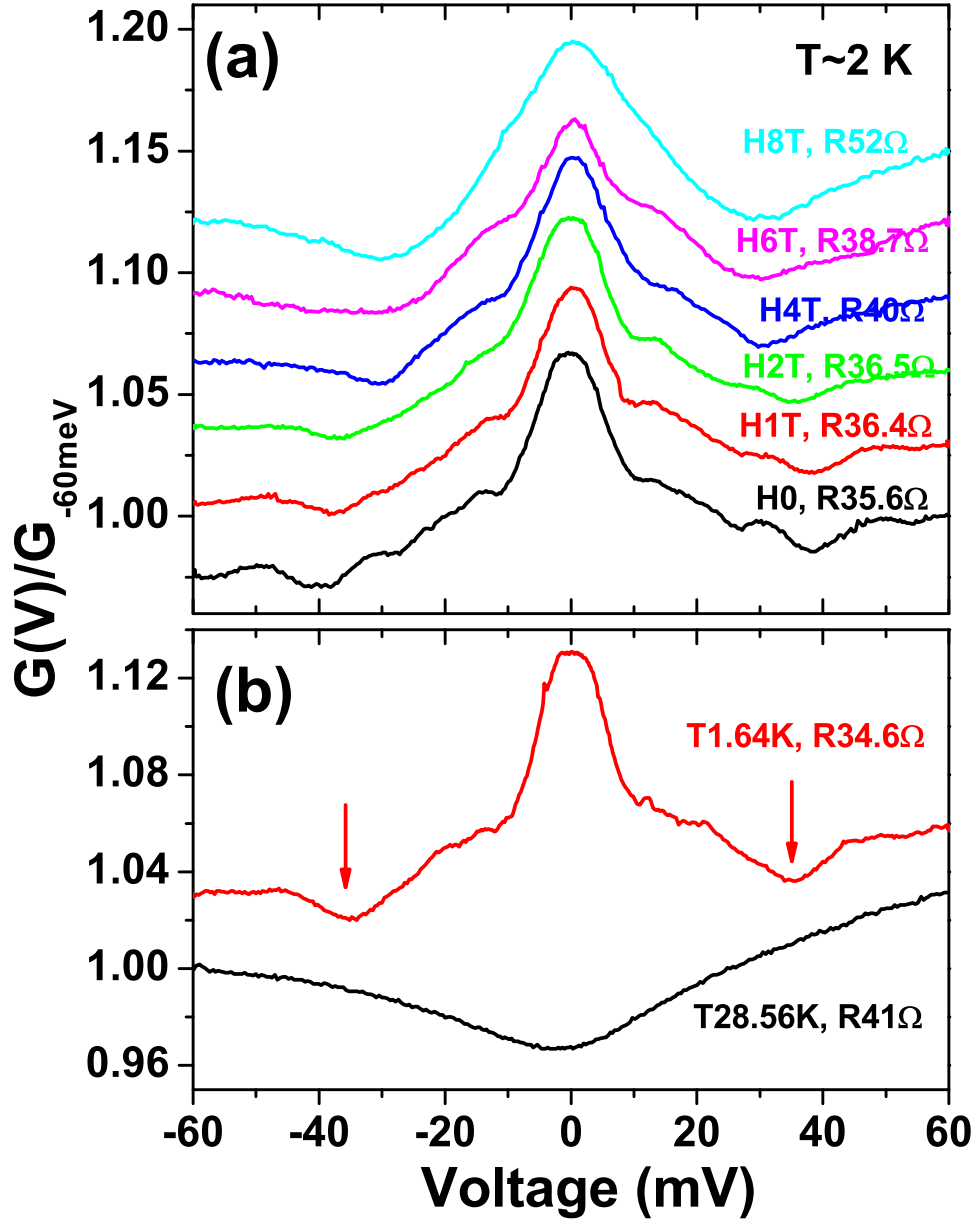 (a)
T~2 K
1.20
1.15
1.10
1.05
1.00
H8T, R52Ω
H6T, R38.7Ω
H4T, R40Ω
H2T, R36.5Ω
H1T, R36.4Ω
H0, R35.6Ω
G(V)/G-60meV
(b)
1.12
1.08
1.04
1.00
0.96
T1.64K, R34.6Ω
T28.56K, R41Ω
-60 -40 -20 0 20 40 60
Voltage (mV)